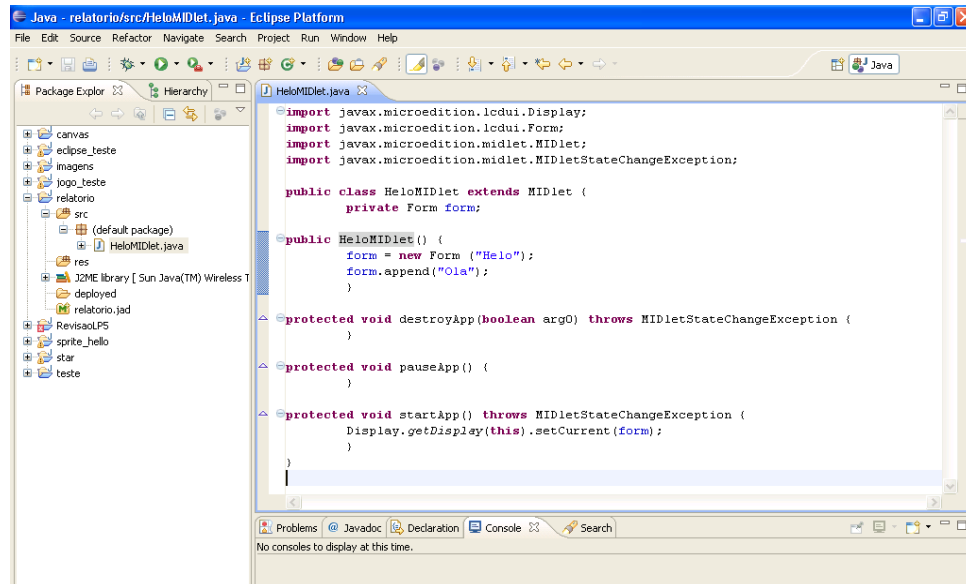 Java - relatorio/src/HeloMIDlet.java - Eclipse Platform
File Edit Source Refactor Navigate Search Project Run Window Help
Java
Package Explor Hierarchy
HeloMIDlet.java
canvas
eclipse_teste
imagens
jogo_teste
relatorio
src
(default package)
HeloMIDlet.java
res
J2ME library [ Sun Java(TM) Wireless T
deployed
relatorio.jad
RevisaoLP5
sprite_hello
star
teste
import javax.microedition.lcdui.Display;
import javax.microedition.lcdui.Form;
import javax.microedition.midlet.MIDlet;
import javax.microedition.midlet.MIDletStateChangeException;
public class HeloMIDlet extends MIDlet {
private Form form;
public HeloMIDlet() {
form = new Form ("Helo");
form.append("Ola");
}
protected void destroyApp(boolean arg0) throws MIDletStateChangeException {
}
protected void pauseApp() {
}
protected void startApp() throws MIDletStateChangeException {
Display.getDisplay(this).setCurrent(form);
}
}
Problems @ Javadoc Declaration Console Search
No consoles to display at this time.